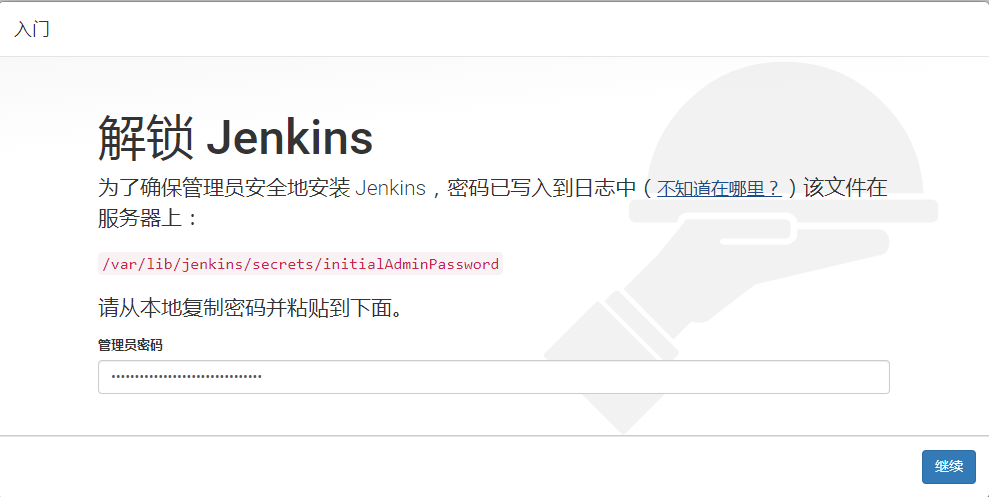 入门
解锁 Jenkins
为了确保管理员安全地安装 Jenkins，密码已写入到日志中（不知道在哪里？）该文件在
服务器上：
/var/lib/jenkins/secrets/initialAdminPassword
请从本地复制密码并粘贴到下面。
管理员密码
••••••••••••••••••••••••••••••••
继续